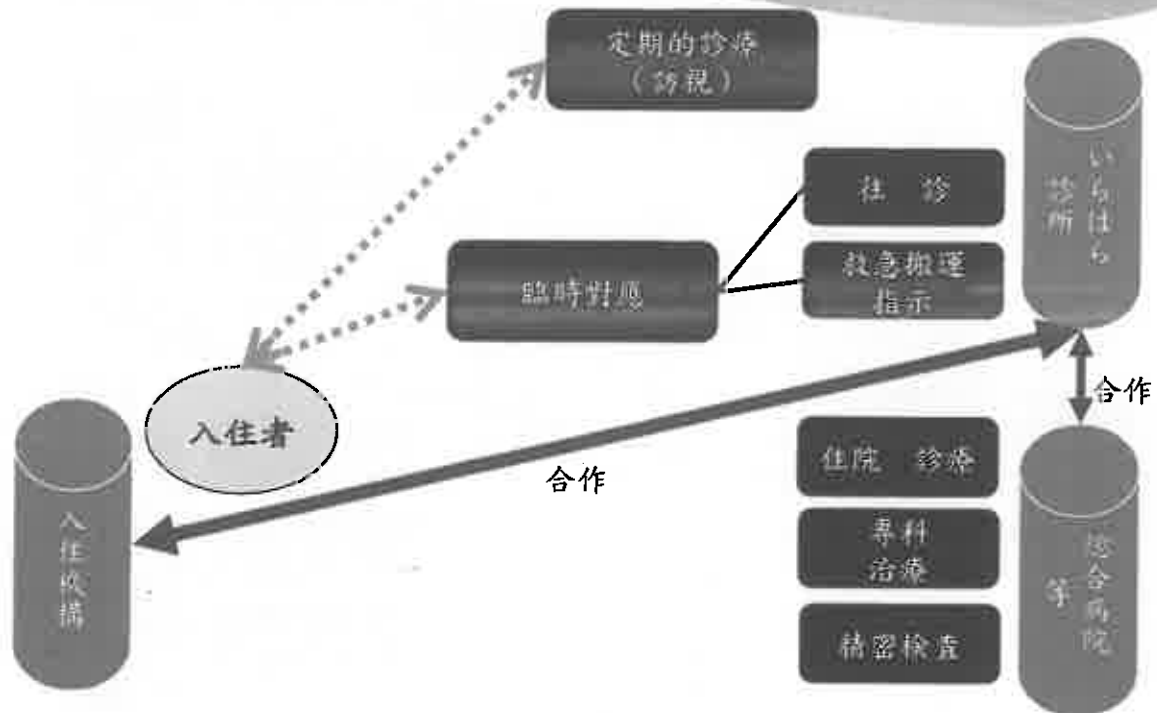 定期的診療
(訪視)
いちはら
診所
往 診
救急搬運
指示
臨時對應
合作
入住者
合作
住院 診療
入住機構
專科
治療
綜合病院
等
精密檢查